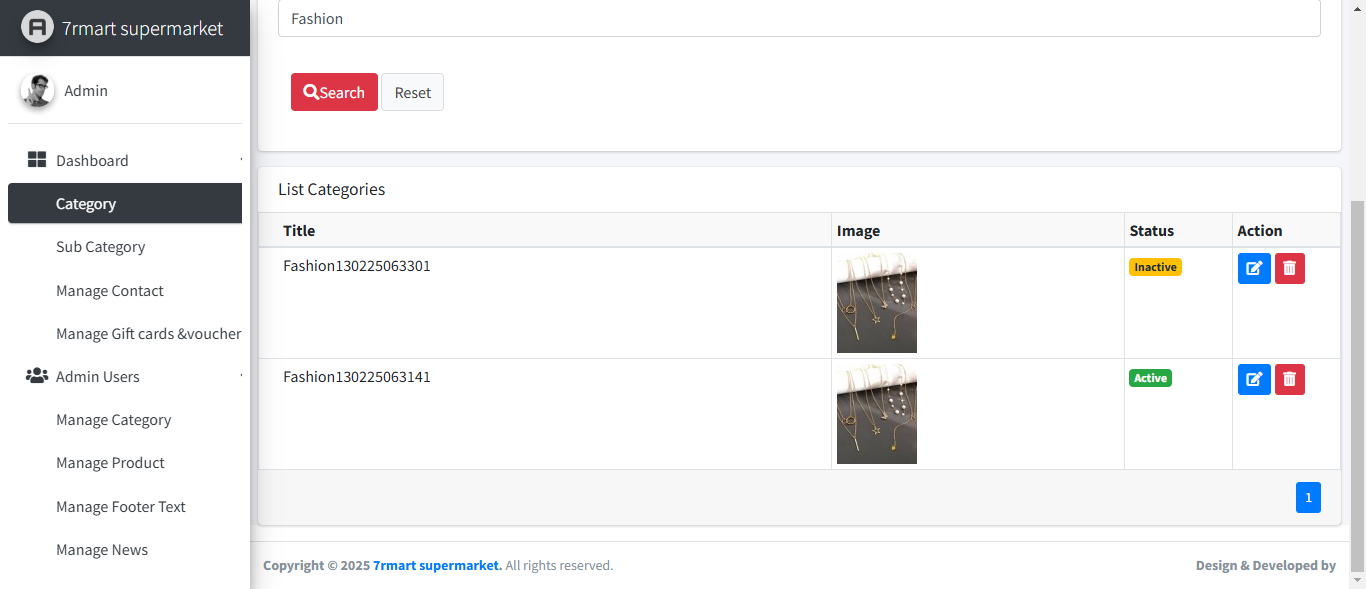 7rmart supermarket
Admin
Dashboard
Category
Sub Category
Manage Contact
Manage Gift cards &voucher
Admin Users
Manage Category
Manage Product
Manage Footer Text
Manage News
Fashion
Search
Reset
List Categories
Title Image Status Action
Fashion130225063301 Inactive
Fashion130225063141 Active
1
Copyright © 2025 7rmart supermarket. All rights reserved.
Design & Developed by